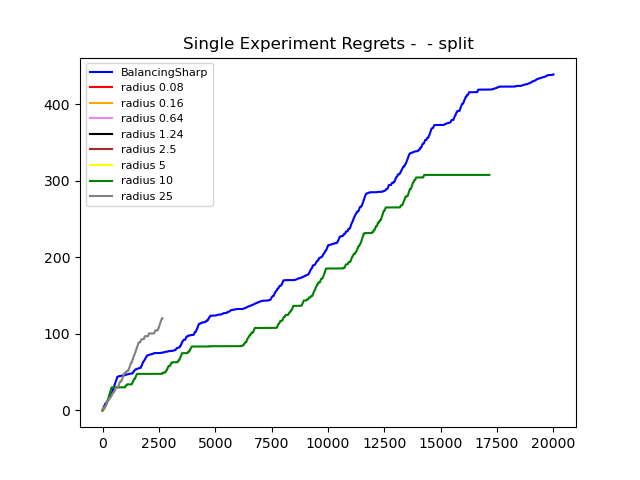 Single Experiment Regrets -  - split
BalancingSharp
radius 0.08
radius 0.16
radius 0.64
radius 1.24
radius 2.5
radius 5
radius 10
radius 25
400
300
200
100
0
0 2500 5000 7500 10000 12500 15000 17500 20000